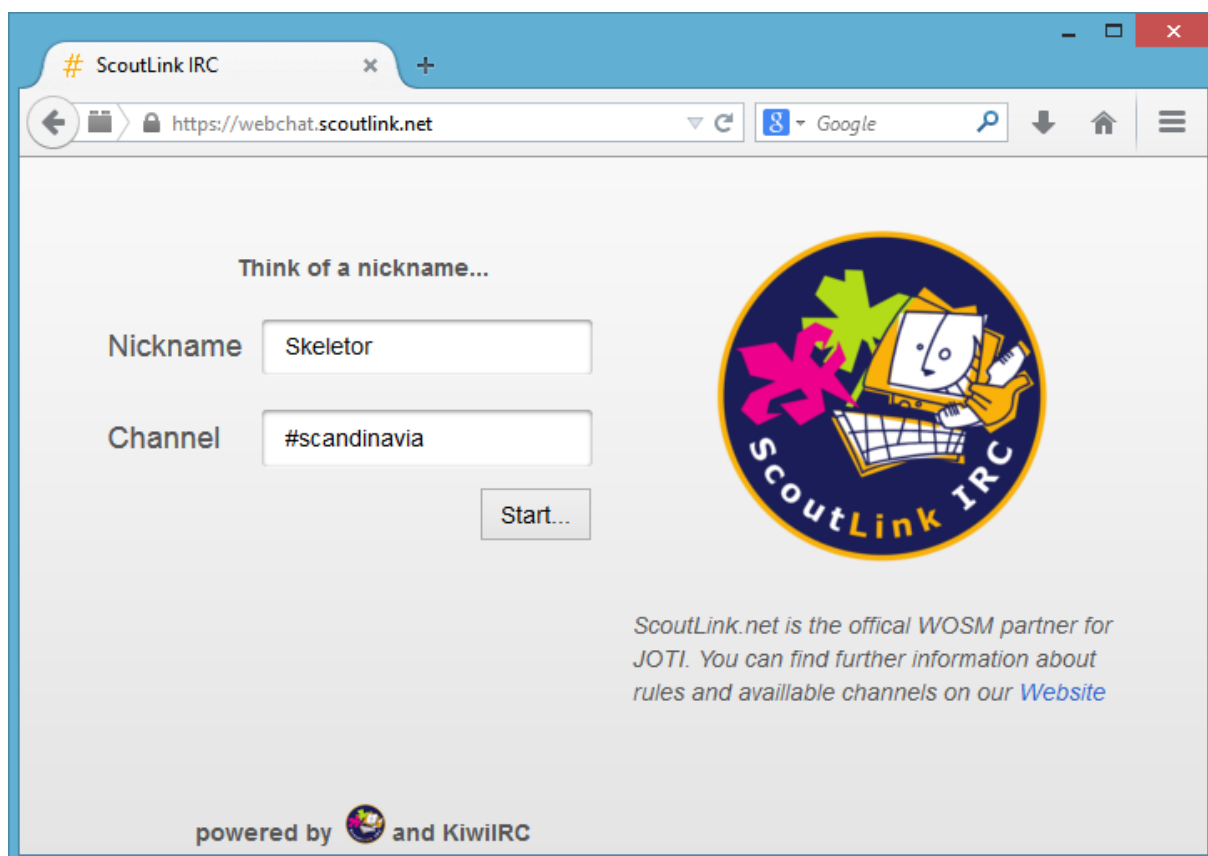 ScoutLink IRC
https://webchat.scoutlink.net
Google
Think of a nickname...
Nickname Skeletor
Channel #scandinavia
Start...
ScoutLink IRC
ScoutLink.net is the offical WOSM partner for
JOTI. You can find further information about
rules and availlable channels on our Website
powered by and KiwiIRC